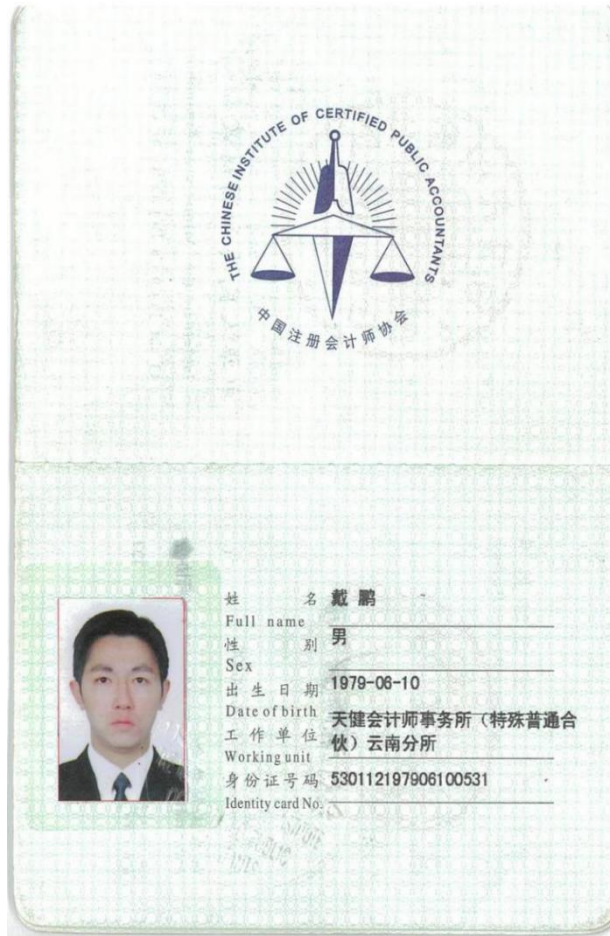 THE CHINESE INSTITUTE OF CERTIFIED PUBLIC ACCOUNTANTS
中国注册会计师协会
姓 名 戴 鹏
Full name
性 别 男
Sex
出生日期 1979-06-10
Date of birth
工作单位 天健会计师事务所（特殊普通合
伙）云南分所
Working unit
身份证号码 530112197906100531
Identity card No.